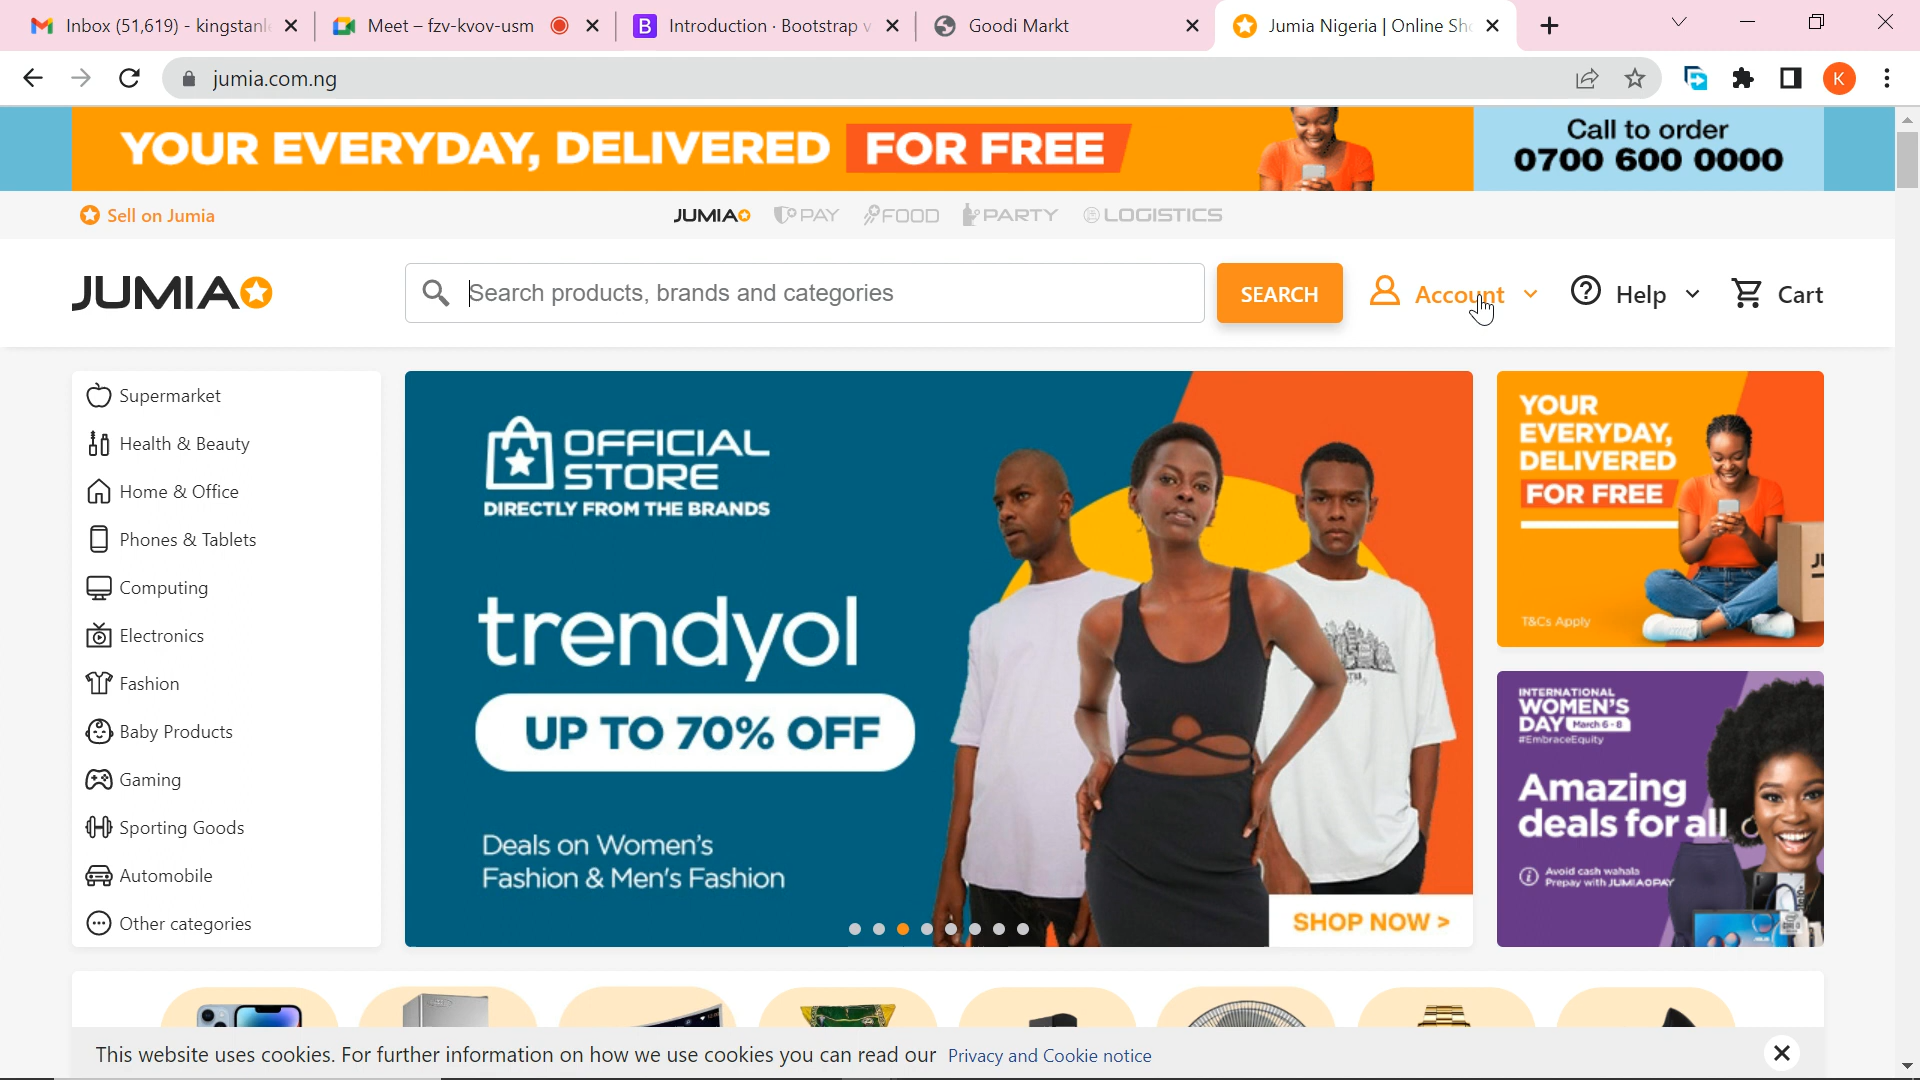 Inbox (51,619) - kingstanl
Meet – fzv-kvov-usm
Introduction · Bootstrap v
Goodi Markt
Jumia Nigeria | Online Sho
jumia.com.ng
K
YOUR EVERYDAY, DELIVERED FOR FREE
Call to order
0700 600 0000
Sell on Jumia
JUMIA
PAY
FOOD
PARTY
LOGISTICS
JUMIA
Search products, brands and categories
SEARCH
Account
Help
Cart
Supermarket
Health & Beauty
Home & Office
Phones & Tablets
Computing
Electronics
Fashion
Baby Products
Gaming
Sporting Goods
Automobile
Other categories
OFFICIAL
STORE
DIRECTLY FROM THE BRANDS
trendyol
UP TO 70% OFF
Deals on Women's
Fashion & Men's Fashion
SHOP NOW >
YOUR
EVERYDAY,
DELIVERED
FOR FREE
T&Cs Apply
INTERNATIONAL
WOMEN'S
DAY March 6 - 8
#EmbraceEquity
Amazing
deals for all
Avoid cash wahala
Prepay with JUMIAPAY
This website uses cookies. For further information on how we use cookies you can read our Privacy and Cookie notice